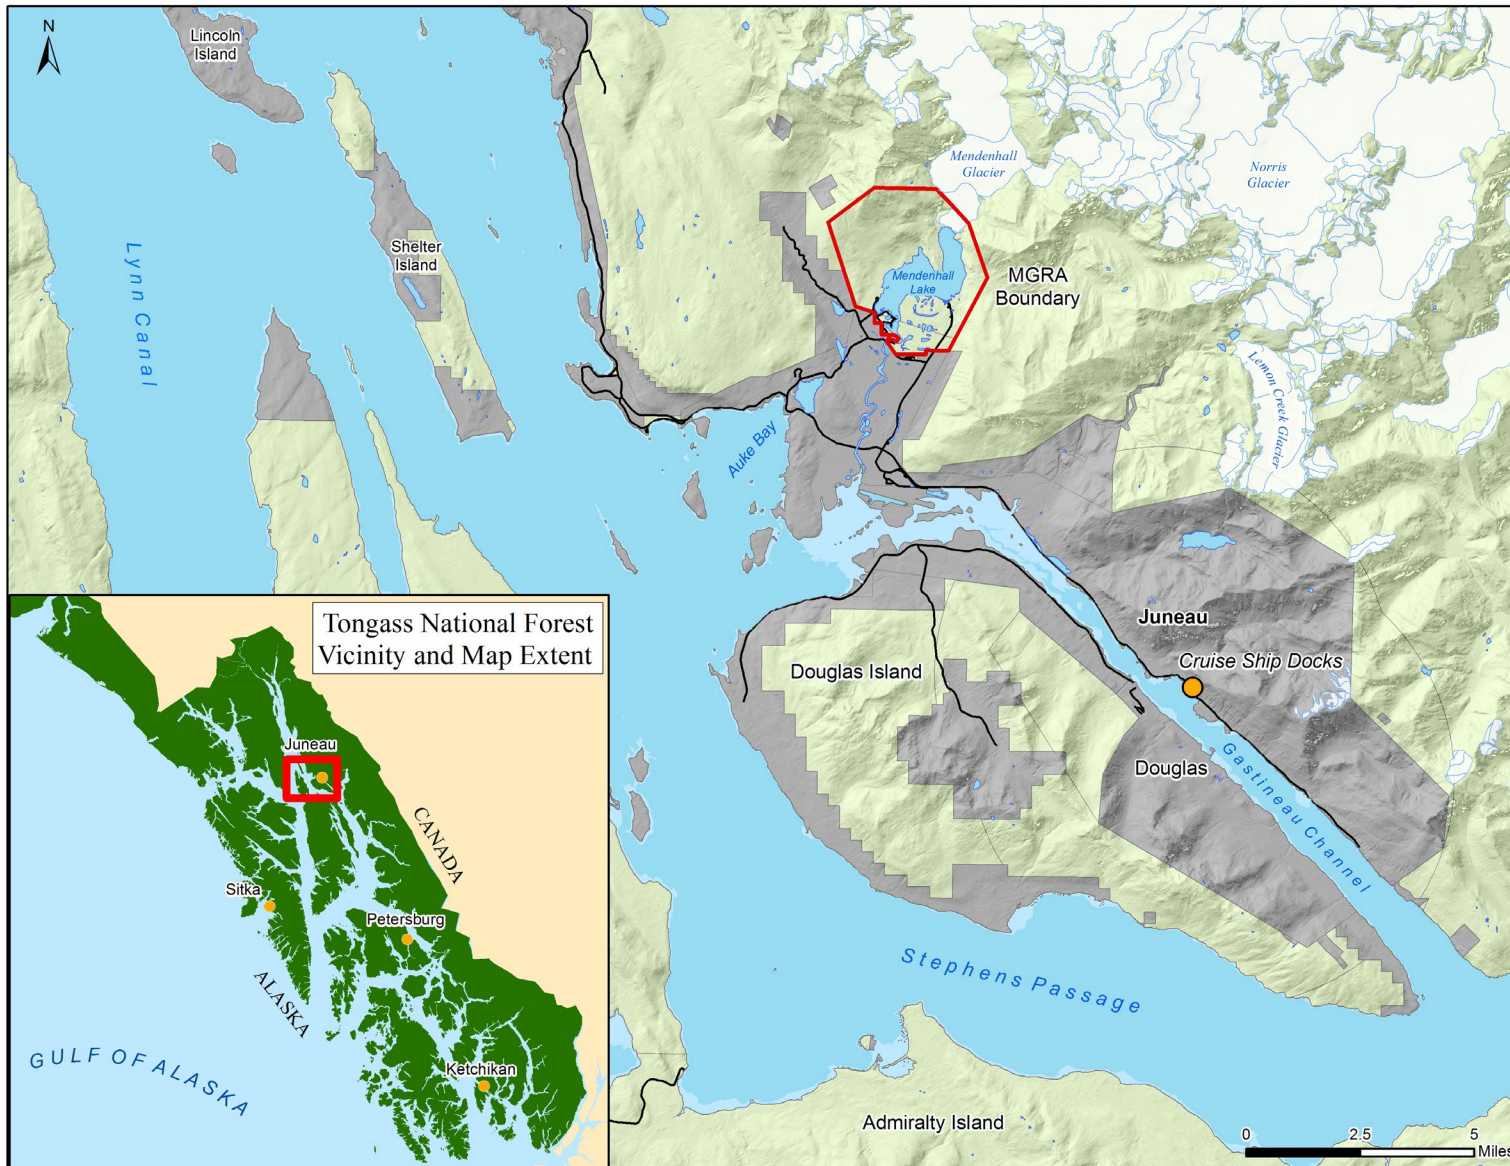 N
Lincoln
Island
Mendenhall
Glacier
Norris
Glacier
Shelter
Island
Lynn Canal
Mendenhall
Lake
MGRA
Boundary
Lemon Creek Glacier
Auke Bay
Juneau
Cruise Ship Docks
Douglas Island
Douglas
Gastineau Channel
Stephens Passage
Admiralty Island
0 2.5 5
Miles
Tongass National Forest
Vicinity and Map Extent
Juneau
CANADA
Sitka
Petersburg
ALASKA
GULF OF ALASKA
Ketchikan